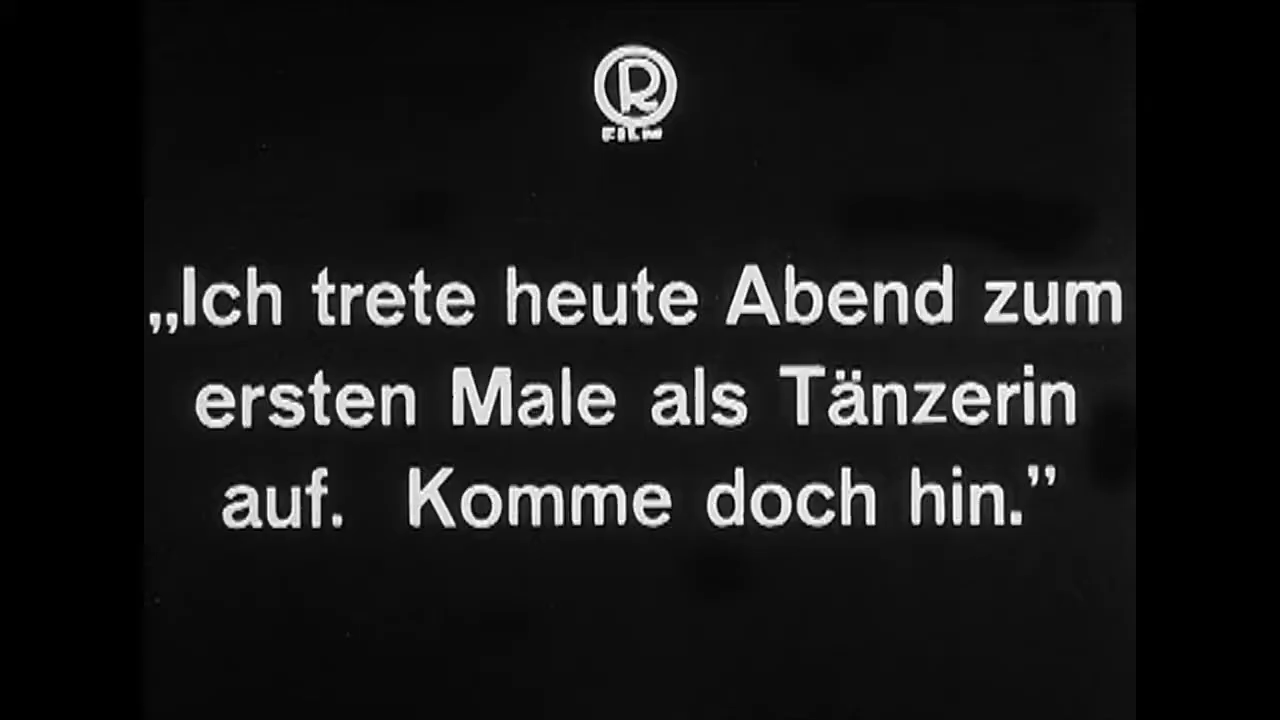 R
FILM
„Ich trete heute Abend zum
ersten Male als Tänzerin
auf. Komme doch hin.”